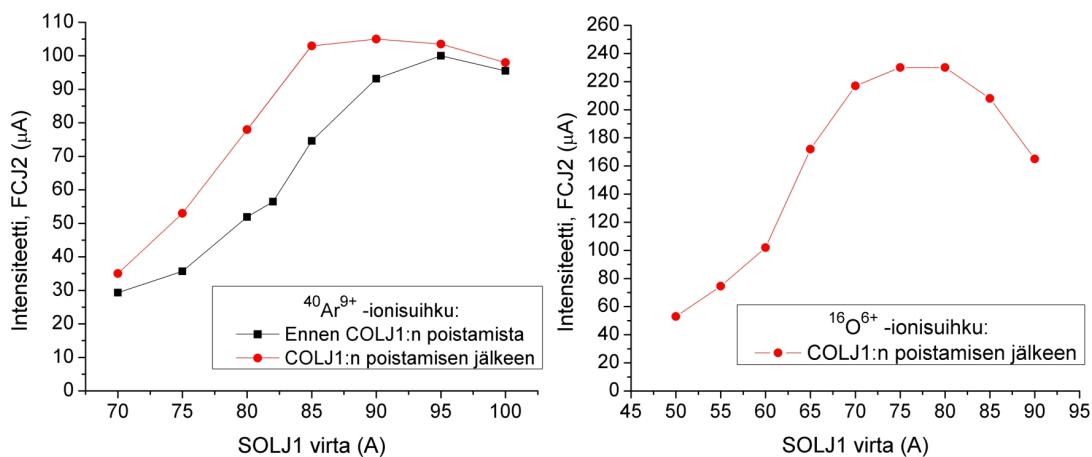 110
100
90
80
70
60
50
40
30
20
10
0
Intensiteetti, FCJ2 (μA)
⁴⁰Ar⁹⁺ -ionisuihku:
Ennen COLJ1:n poistamista
COLJ1:n poistamisen jälkeen
70 75 80 85 90 95 100
SOLJ1 virta (A)
260
240
220
200
180
160
140
120
100
80
60
40
20
0
Intensiteetti, FCJ2 (μA)
¹⁶O⁶⁺ -ionisuihku:
COLJ1:n poistamisen jälkeen
45 50 55 60 65 70 75 80 85 90 95
SOLJ1 virta (A)